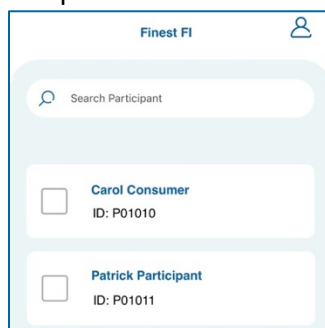 Finest FI
Search Participant
Carol Consumer
ID: P01010
Patrick Participant
ID: P01011